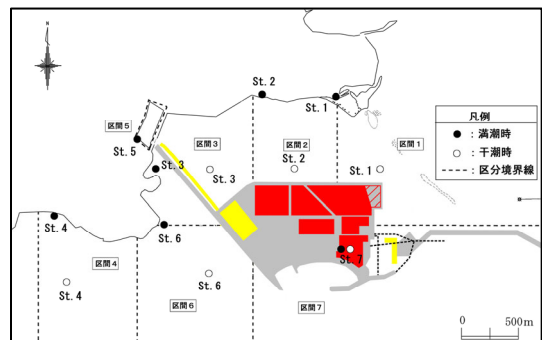 N
St. 2
St. 1
区間5
St. 5
区間3
区間2
区間1
St. 3
St. 3
St. 2
St. 1
凡例
●：満潮時
○：干潮時
-----：区分境界線
St. 4
St. 6
St. 7
区間4
St. 4
St. 6
区間6
区間7
0 500m